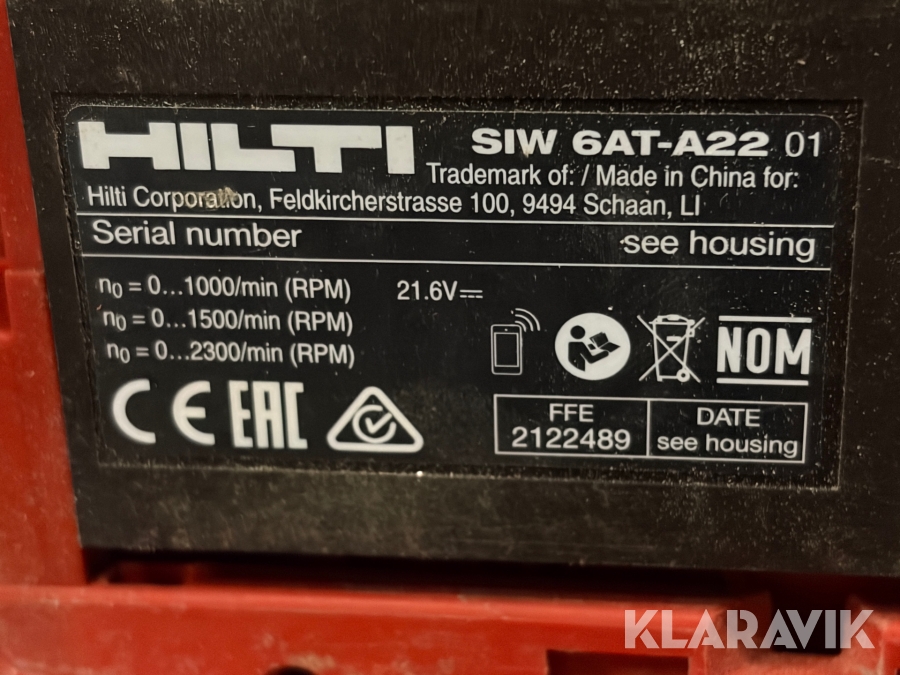 HILTI SIW 6AT-A22 01
Trademark of: / Made in China for:
Hilti Corporation, Feldkircherstrasse 100, 9494 Schaan, LI
Serial number see housing
n0 = 0...1000/min (RPM) 21.6V⎓
n0 = 0...1500/min (RPM)
n0 = 0...2300/min (RPM)
NOM
CE EAC
FFE
2122489
DATE
see housing
KLARAVIK